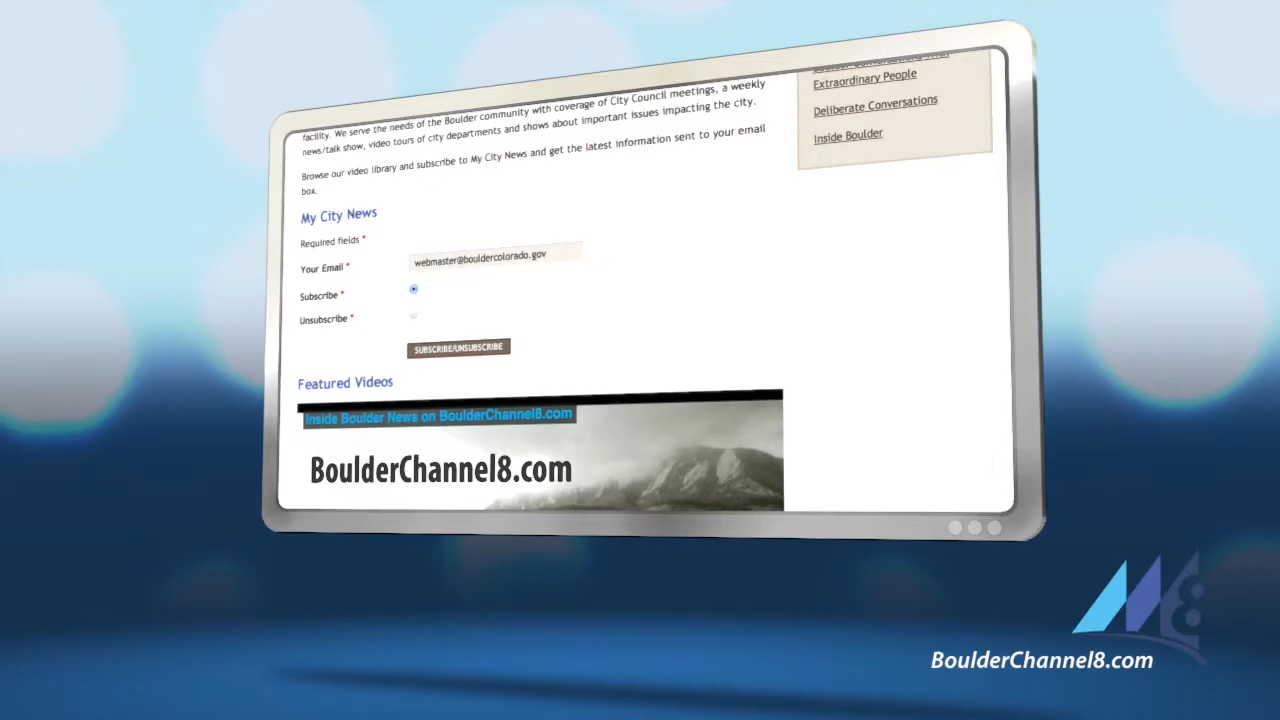 Extraordinary People
Deliberate Conversations
Inside Boulder
facility. We serve the needs of the Boulder community with coverage of City Council meetings, a weekly
news/talk show, video tours of city departments and shows about important issues impacting the city.
Browse our video library and subscribe to My City News and get the latest information sent to your email
box.
My City News
Required fields *
Your Email *
webmaster@bouldercolorado.gov
Subscribe *
Unsubscribe *
SUBSCRIBE/UNSUBSCRIBE
Featured Videos
Inside Boulder News on BoulderChannel8.com
BoulderChannel8.com
8
BoulderChannel8.com